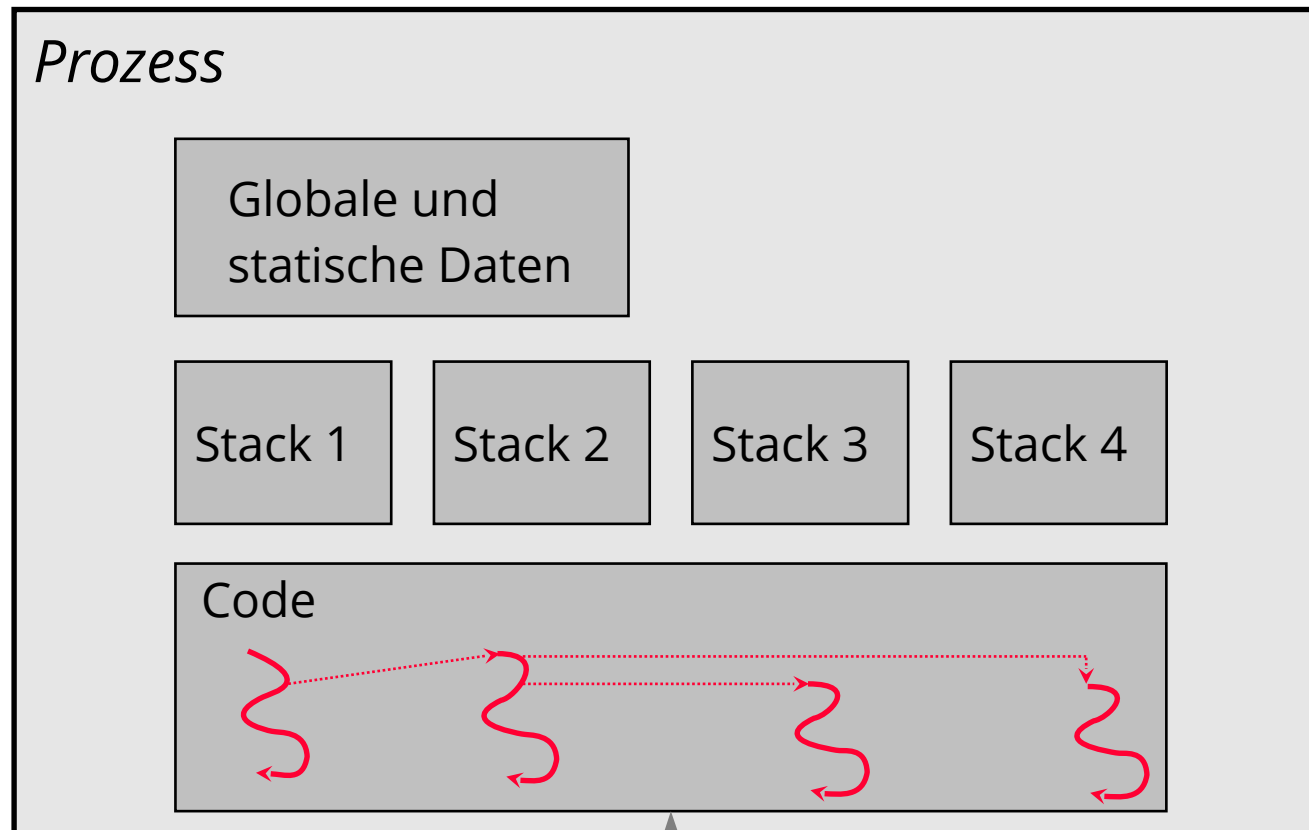 Prozess
Globale und
statische Daten
Stack 1
Stack 2
Stack 3
Stack 4
Code